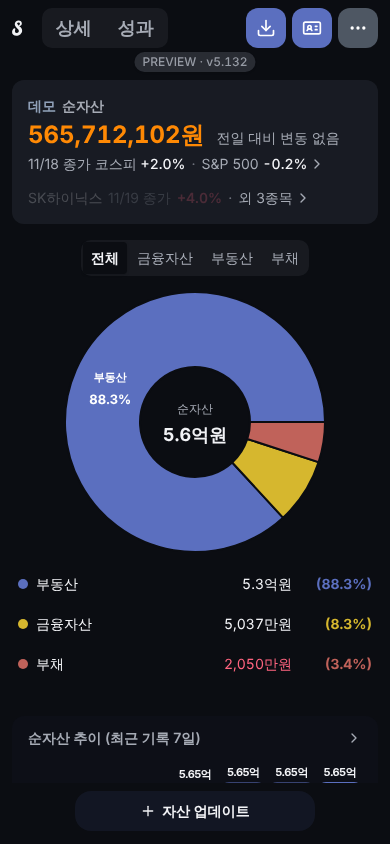 상세 성과
PREVIEW · v5.132
데모 순자산
565,712,102원 전일 대비 변동 없음
11/18 종가 코스피 +2.0% · S&P 500 -0.2%
SK하이닉스 11/19 종가 +4.0% · 외 3종목
전체 금융자산 부동산 부채
부동산
88.3%
순자산
5.6억원
부동산 5.3억원 (88.3%)
금융자산 5,037만원 (8.3%)
부채 2,050만원 (3.4%)
순자산 추이 (최근 기록 7일)
5.65억 5.65억 5.65억 5.65억
+ 자산 업데이트